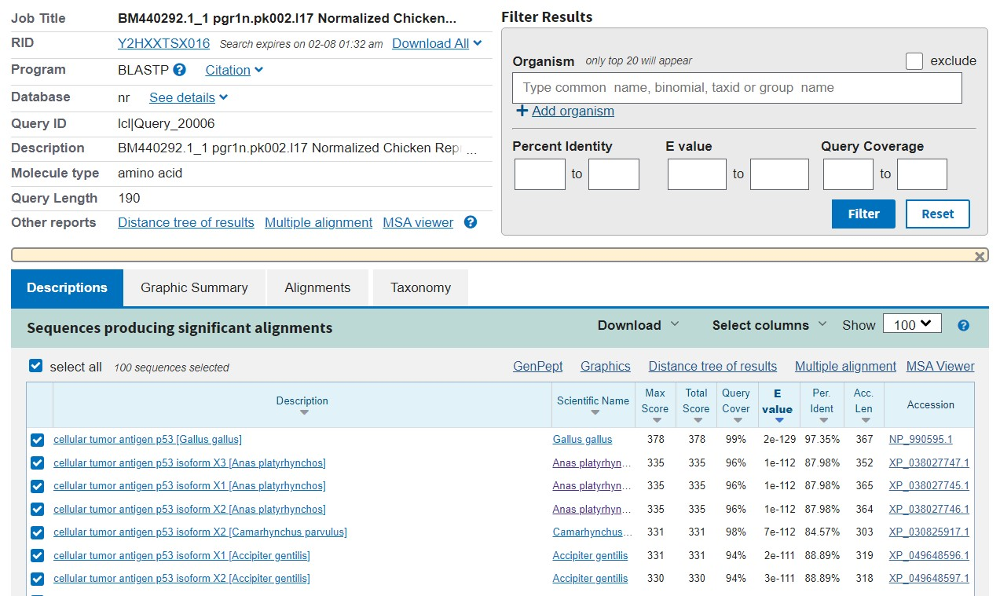 Job Title BM440292.1_1 pgr1n.pk002.l17 Normalized Chicken...
RID Y2HXXTSX016 Search expires on 02-08 01:32 am Download All
Program BLASTP ? Citation
Database nr See details
Query ID lcl|Query_20006
Description BM440292.1_1 pgr1n.pk002.l17 Normalized Chicken Repr ...
Molecule type amino acid
Query Length 190
Other reports Distance tree of results Multiple alignment MSA viewer ?
Filter Results
Organism only top 20 will appear exclude
Type common name, binomial, taxid or group name
+ Add organism
Percent Identity E value Query Coverage
to to to
Filter Reset
Descriptions Graphic Summary Alignments Taxonomy
Sequences producing significant alignments Download Select columns Show 100 ?
select all 100 sequences selected GenPept Graphics Distance tree of results Multiple alignment MSA Viewer
Description Scientific Name Max Score Total Score Query Cover E value Per. Ident Acc. Len Accession
cellular tumor antigen p53 [Gallus gallus] Gallus gallus 378 378 99% 2e-129 97.35% 367 NP_990595.1
cellular tumor antigen p53 isoform X3 [Anas platyrhynchos] Anas platyrhyn... 335 335 96% 1e-112 87.98% 352 XP_038027747.1
cellular tumor antigen p53 isoform X1 [Anas platyrhynchos] Anas platyrhyn... 335 335 96% 1e-112 87.98% 365 XP_038027745.1
cellular tumor antigen p53 isoform X2 [Anas platyrhynchos] Anas platyrhyn... 335 335 96% 1e-112 87.98% 364 XP_038027746.1
cellular tumor antigen p53 isoform X2 [Camarhynchus parvulus] Camarhynchus... 331 331 98% 7e-112 84.57% 303 XP_030825917.1
cellular tumor antigen p53 isoform X1 [Accipiter gentilis] Accipiter gentilis 331 331 94% 2e-111 88.89% 319 XP_049648596.1
cellular tumor antigen p53 isoform X2 [Accipiter gentilis] Accipiter gentilis 330 330 94% 3e-111 88.89% 318 XP_049648597.1